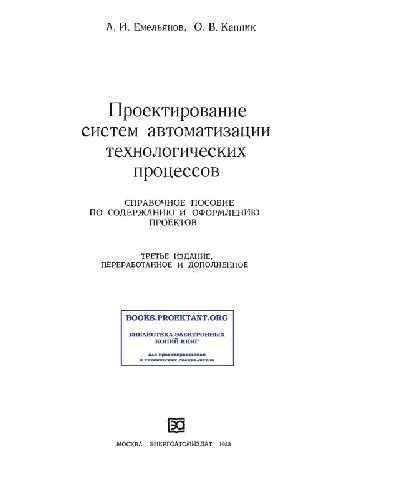 А. И. Емельянов, О. В. Капник
Проектирование
систем автоматизации
технологических
процессов
СПРАВОЧНОЕ ПОСОБИЕ
ПО СОДЕРЖАНИЮ И ОФОРМЛЕНИЮ
ПРОЕКТОВ
ТРЕТЬЕ ИЗДАНИЕ,
ПЕРЕРАБОТАННОЕ И ДОПОЛНЕННОЕ
BOOKS.PROEKTANT.ORG
БИБЛИОТЕКА ЭЛЕКТРОННЫХ
КОПИЙ КНИГ
для проектировщиков
и технических специалистов
МОСКВА ЭНЕРГОАТОМИЗДАТ 1983